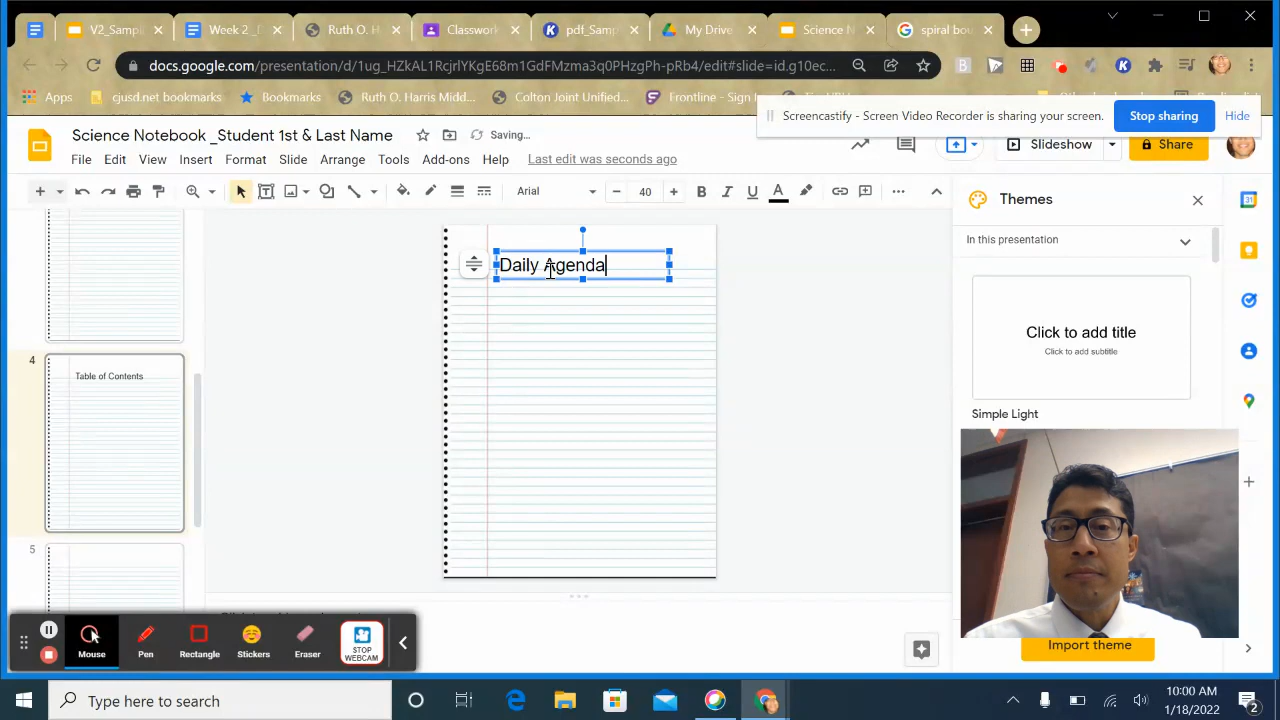 V2_Sampl
Week 2 _D
Ruth O. H
Classwork
pdf_Samp
My Drive
Science N
spiral bou
docs.google.com/presentation/d/1ug_HZkAL1RcjrlYKgE68m1GdFMzma3q0PHzgPh-pRb4/edit#slide=id.g10ec...
Apps
cjusd.net bookmarks
Bookmarks
Ruth O. Harris Midd...
Colton Joint Unified...
Frontline - Sign I
Screencastify - Screen Video Recorder is sharing your screen.
Stop sharing
Hide
Science Notebook _Student 1st & Last Name
Saving...
Slideshow
Share
File Edit View Insert Format Slide Arrange Tools Add-ons Help
Last edit was seconds ago
Arial
40
B I U A
Themes
In this presentation
Click to add title
Click to add subtitle
Simple Light
Import theme
Daily Agenda
4
Table of Contents
5
Mouse
Pen
Rectangle
Stickers
Eraser
STOP
WEBCAM
Type here to search
10:00 AM
1/18/2022
2